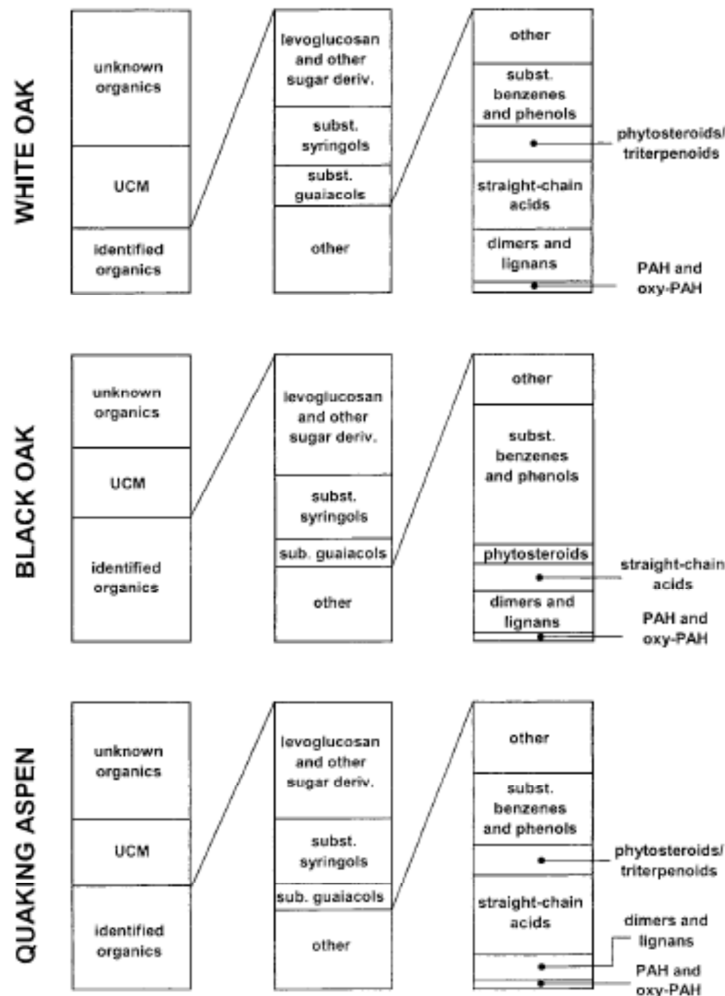 WHITE OAK
unknown
organics
UCM
identified
organics
levoglucosan
and other
sugar deriv.
subst.
syringols
subst.
guaiacols
other
other
subst.
benzenes
and phenols
phytosteroids/
triterpenoids
straight-chain
acids
dimers and
lignans
PAH and
oxy-PAH
BLACK OAK
unknown
organics
UCM
identified
organics
levoglucosan
and other
sugar deriv.
subst.
syringols
sub. guaiacols
other
other
subst.
benzenes
and phenols
phytosteroids
straight-chain
acids
dimers and
lignans
PAH and
oxy-PAH
QUAKING ASPEN
unknown
organics
UCM
identified
organics
levoglucosan
and other
sugar deriv.
subst.
syringols
sub. guaiacols
other
other
subst.
benzenes
and phenols
phytosteroids/
triterpenoids
straight-chain
acids
dimers and
lignans
PAH and
oxy-PAH